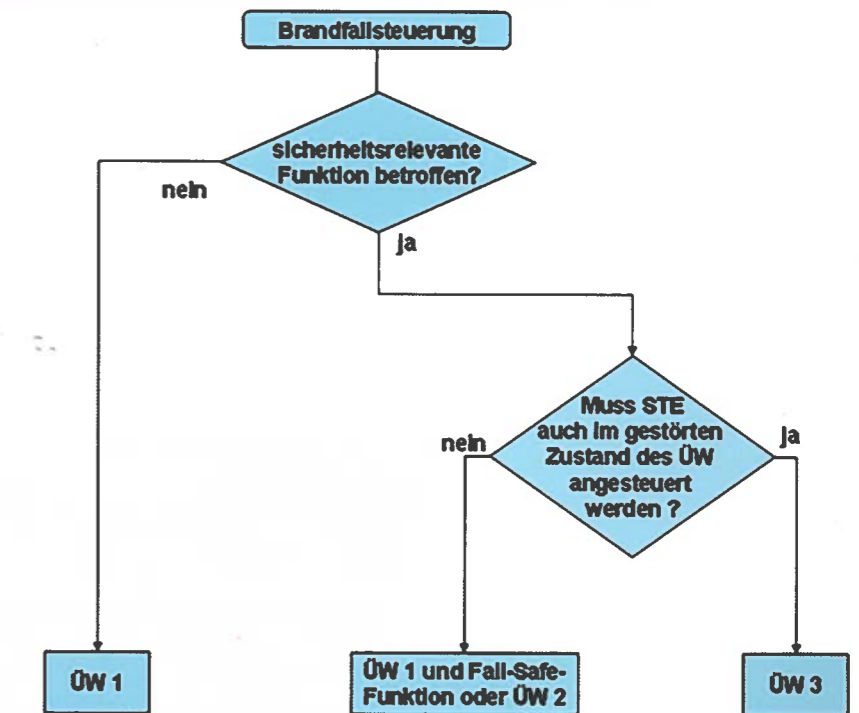 Brandfallsteuerung
sicherheitsrelevante
Funktion betroffen?
nein
ja
Muss STE
auch im gestörten
Zustand des ÜW
angesteuert
werden ?
nein
ja
ÜW 1
ÜW 1 und Fail-Safe-
Funktion oder ÜW 2
ÜW 3